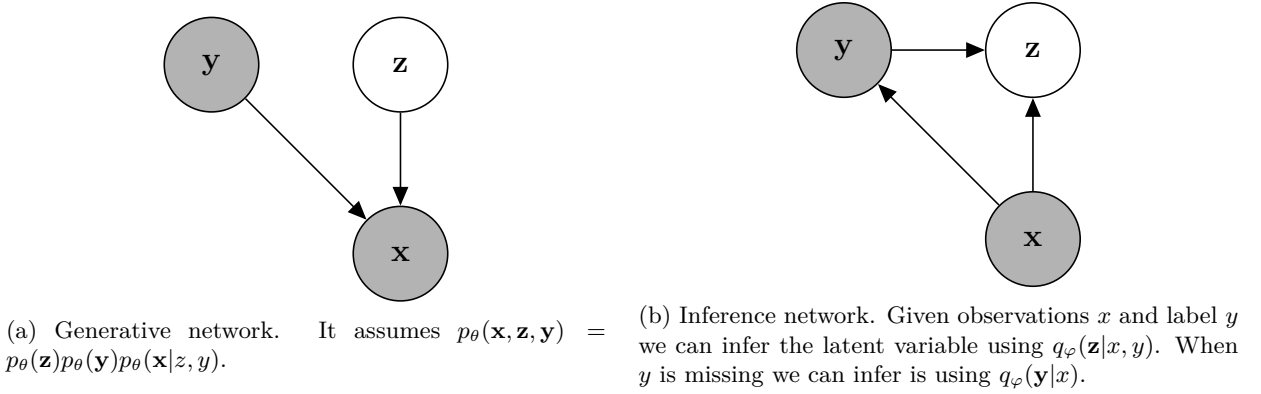 y
z
x
(a) Generative network. It assumes pθ(x, z, y) =
pθ(z)pθ(y)pθ(x|z, y).
y
z
x
(b) Inference network. Given observations x and label y
we can infer the latent variable using qφ(z|x, y). When
y is missing we can infer is using qφ(y|x).